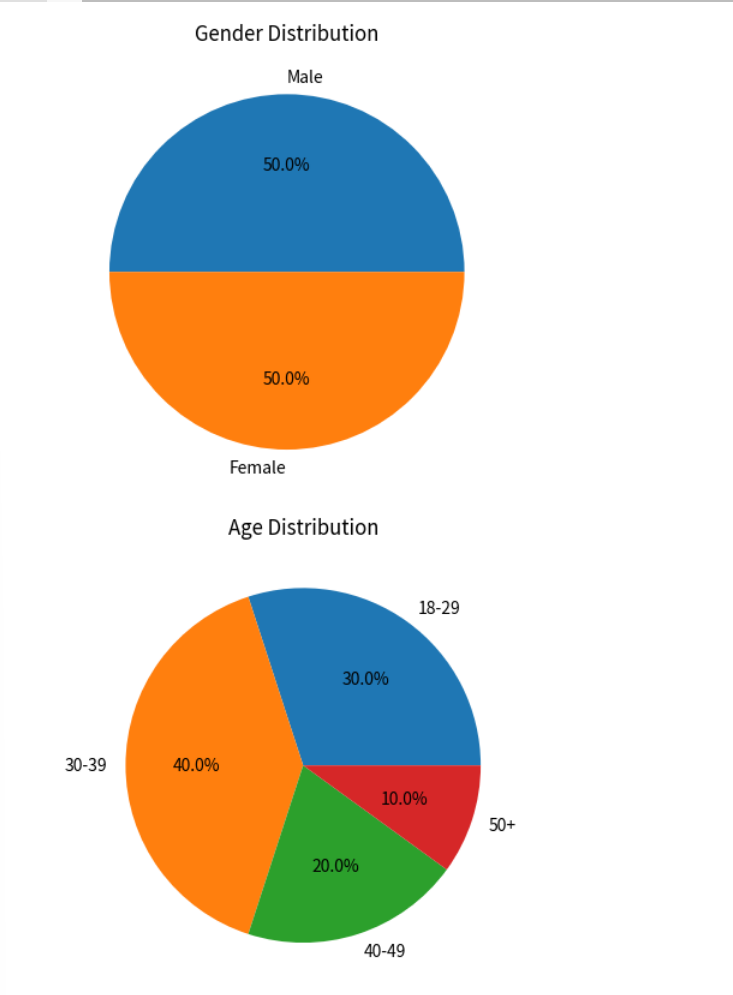 Gender Distribution
Male
50.0%
50.0%
Female
Age Distribution
18-29
30.0%
30-39
40.0%
10.0%
50+
20.0%
40-49